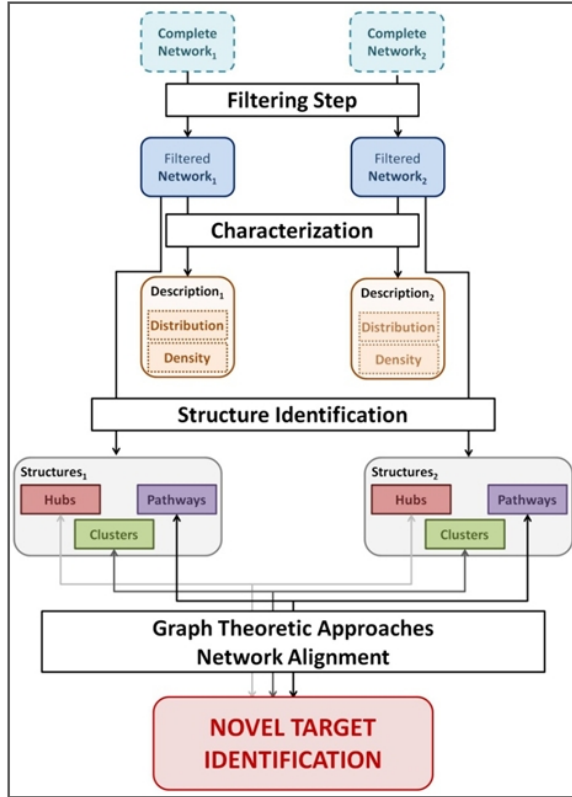 Complete Network₁
Complete Network₂
Filtering Step
Filtered Network₁
Filtered Network₂
Characterization
Description₁
Description₂
Distribution
Distribution
Density
Density
Structure Identification
Structures₁
Structures₂
Hubs
Pathways
Hubs
Pathways
Clusters
Clusters
Graph Theoretic Approaches
Network Alignment
NOVEL TARGET
IDENTIFICATION